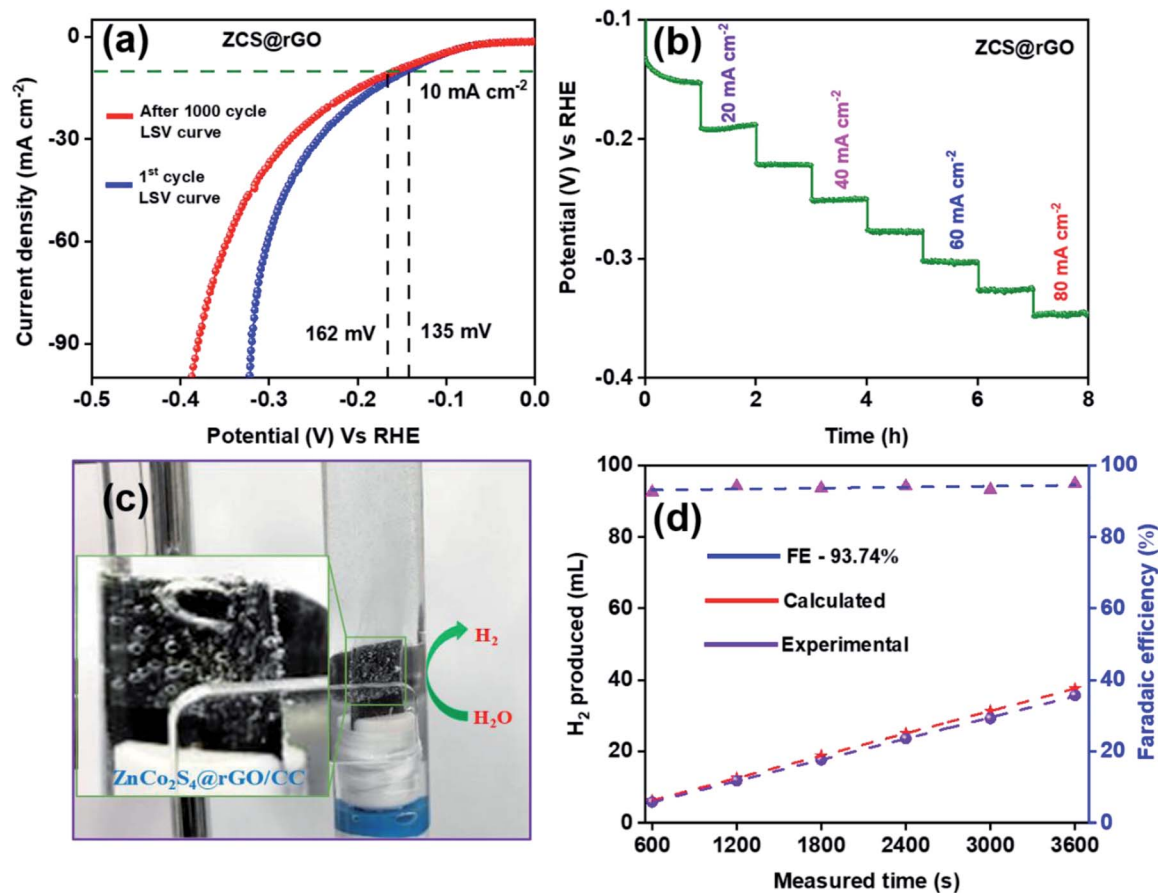 (a)
ZCS@rGO
10 mA cm⁻²
After 1000 cycle
LSV curve
1ˢᵗ cycle
LSV curve
162 mV
135 mV
0
-30
-60
-90
Current density (mA cm⁻²)
-0.5 -0.4 -0.3 -0.2 -0.1 0.0
Potential (V) Vs RHE
(b)
ZCS@rGO
20 mA cm⁻²
40 mA cm⁻²
60 mA cm⁻²
80 mA cm⁻²
-0.1
-0.2
-0.3
-0.4
Potential (V) Vs RHE
0 2 4 6 8
Time (h)
(c)
H₂
H₂O
ZnCo₂S₄@rGO/CC
(d)
FE - 93.74%
Calculated
Experimental
100
80
60
40
20
0
H₂ produced (mL)
100
80
60
40
20
0
Faradaic efficiency (%)
600 1200 1800 2400 3000 3600
Measured time (s)